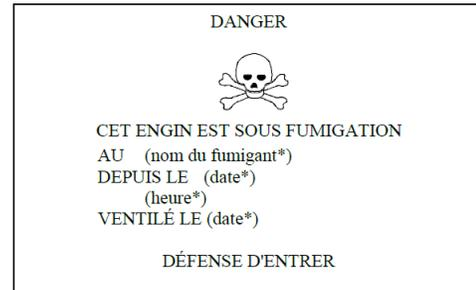 DANGER
CET ENGIN EST SOUS FUMIGATION
AU (nom du fumigant*)
DEPUIS LE (date*)
(heure*)
VENTILÉ LE (date*)
DÉFENSE D'ENTRER